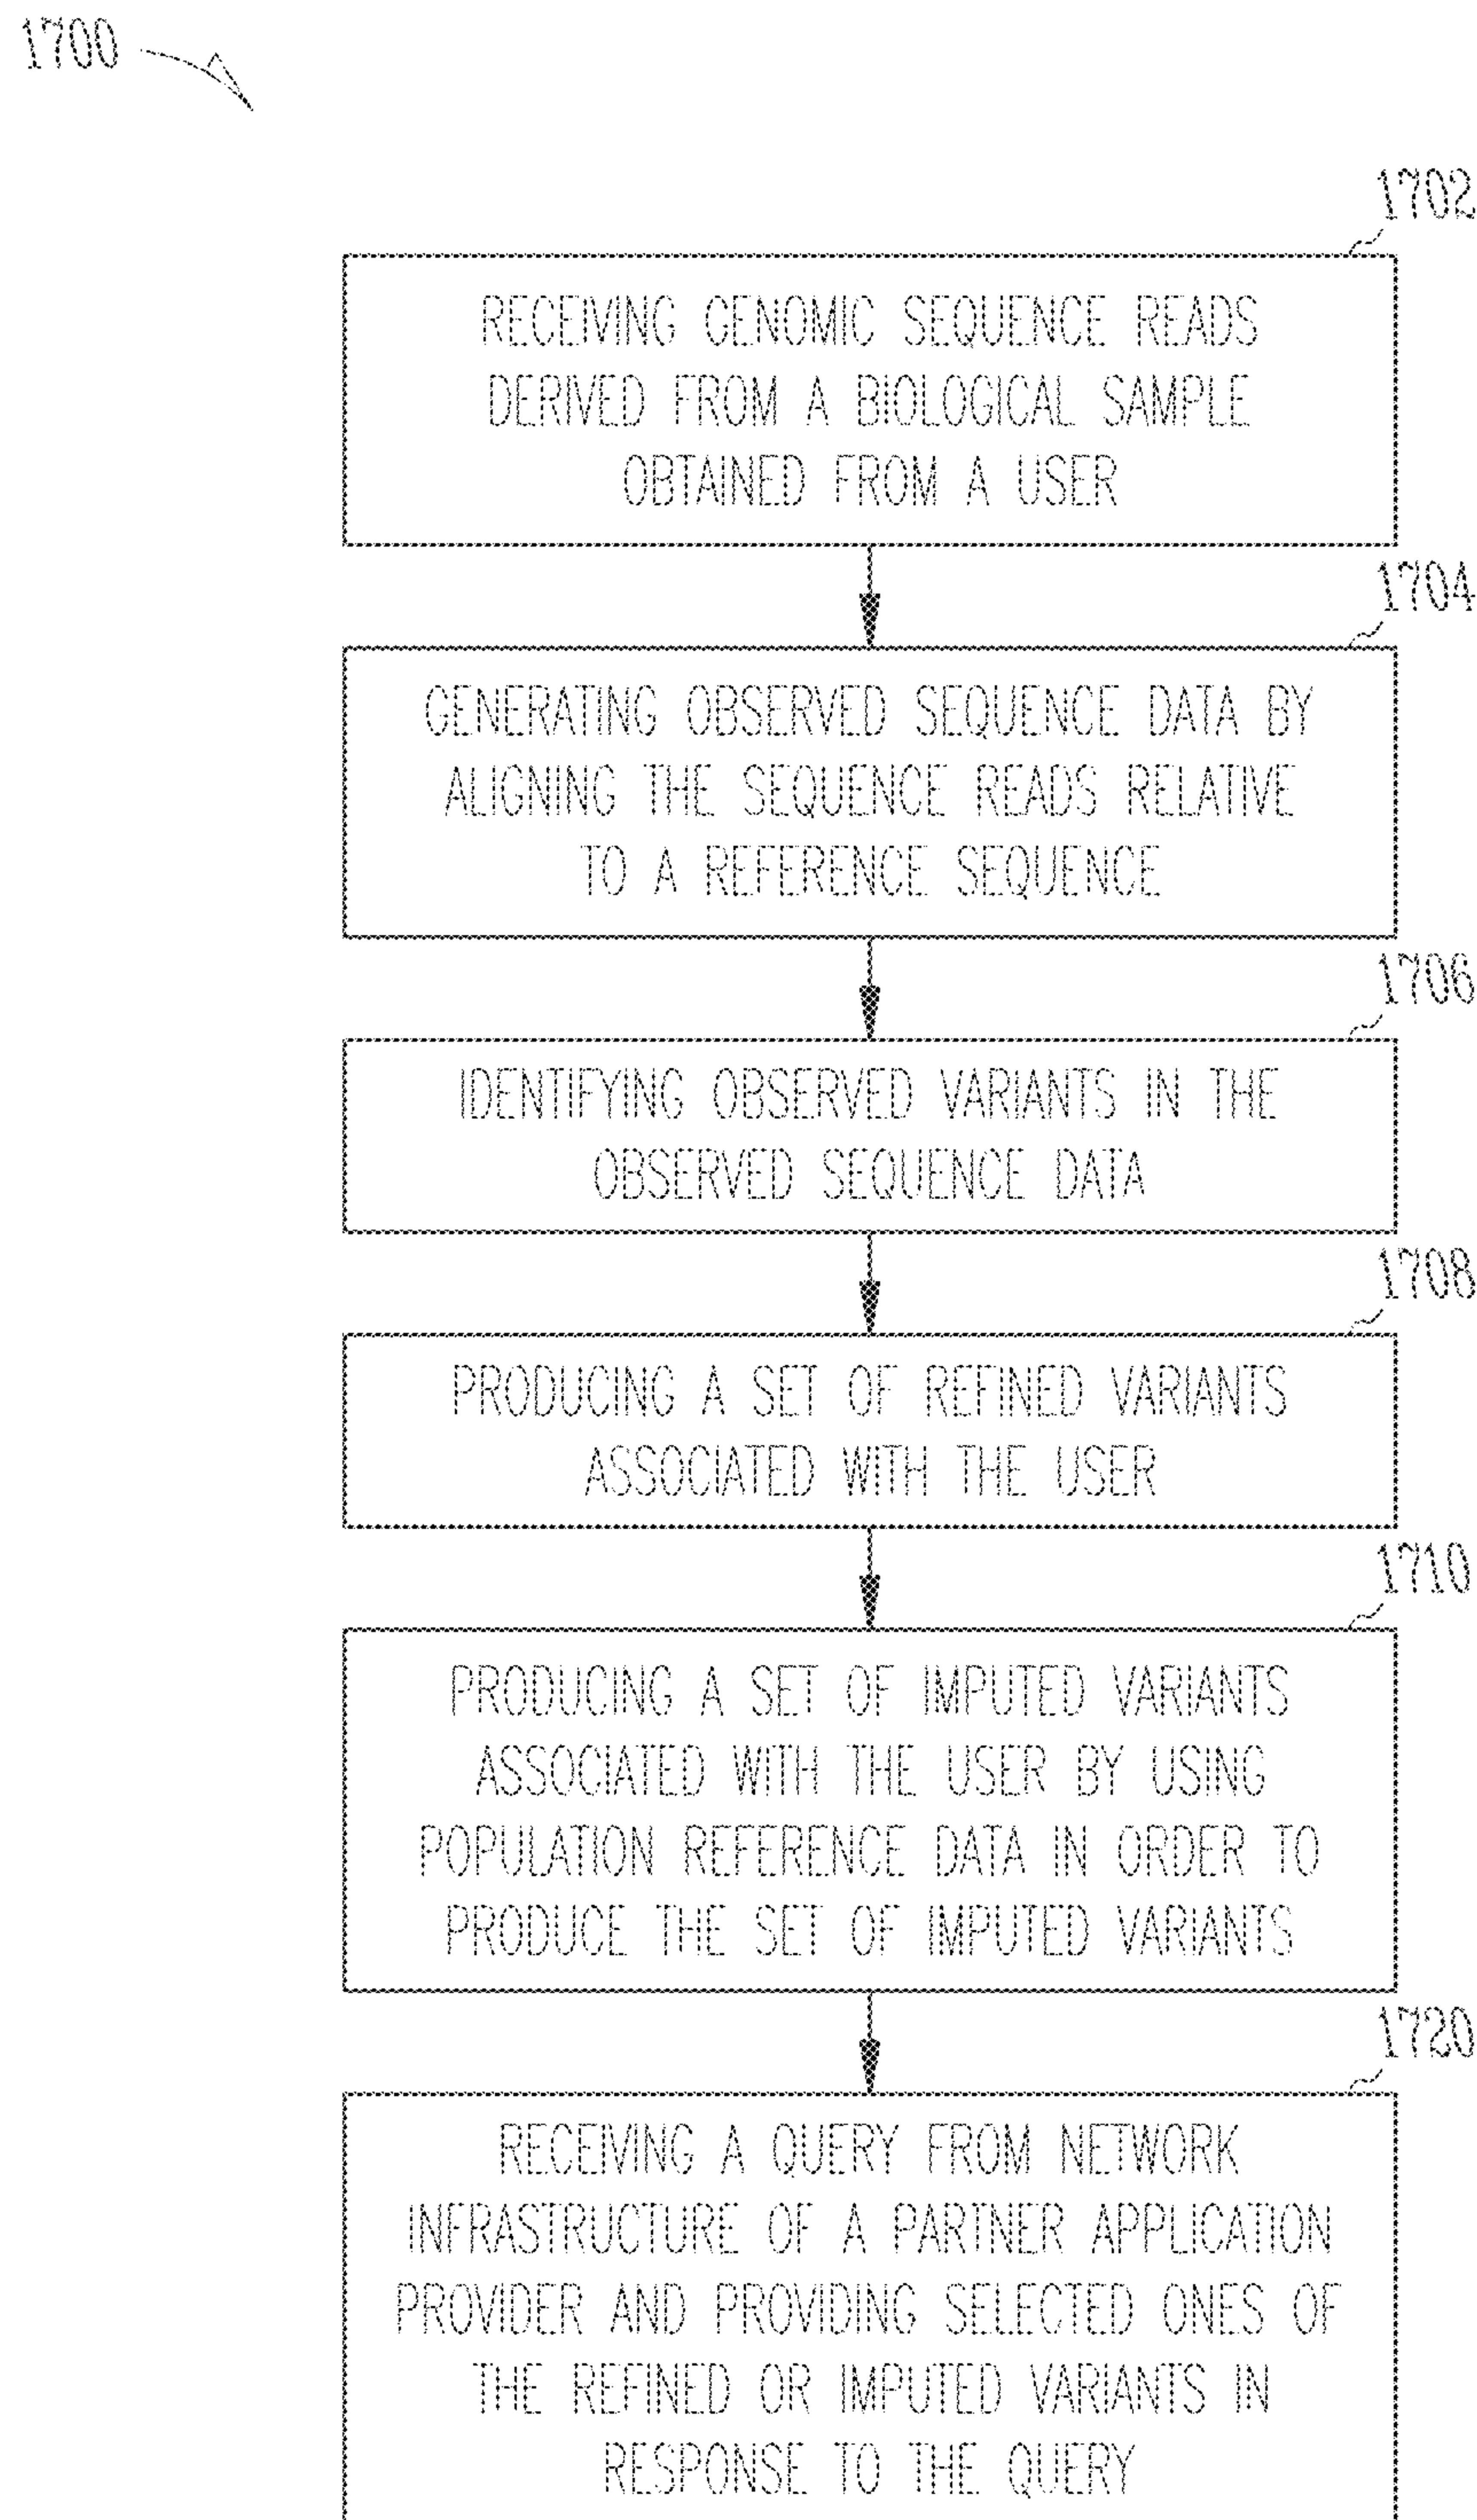 1700
1702
RECEIVING GENOMIC SEQUENCE READS
DERIVED FROM A BIOLOGICAL SAMPLE
OBTAINED FROM A USER
1704
GENERATING OBSERVED SEQUENCE DATA BY
ALIGNING THE SEQUENCE READS RELATIVE
TO A REFERENCE SEQUENCE
1706
IDENTIFYING OBSERVED VARIANTS IN THE
OBSERVED SEQUENCE DATA
1708
PRODUCING A SET OF REFINED VARIANTS
ASSOCIATED WITH THE USER
1710
PRODUCING A SET OF IMPUTED VARIANTS
ASSOCIATED WITH THE USER BY USING
POPULATION REFERENCE DATA IN ORDER TO
PRODUCE THE SET OF IMPUTED VARIANTS
1720
RECEIVING A QUERY FROM NETWORK
INFRASTRUCTURE OF A PARTNER APPLICATION
PROVIDER AND PROVIDING SELECTED ONES OF
THE REFINED OR IMPUTED VARIANTS IN
RESPONSE TO THE QUERY